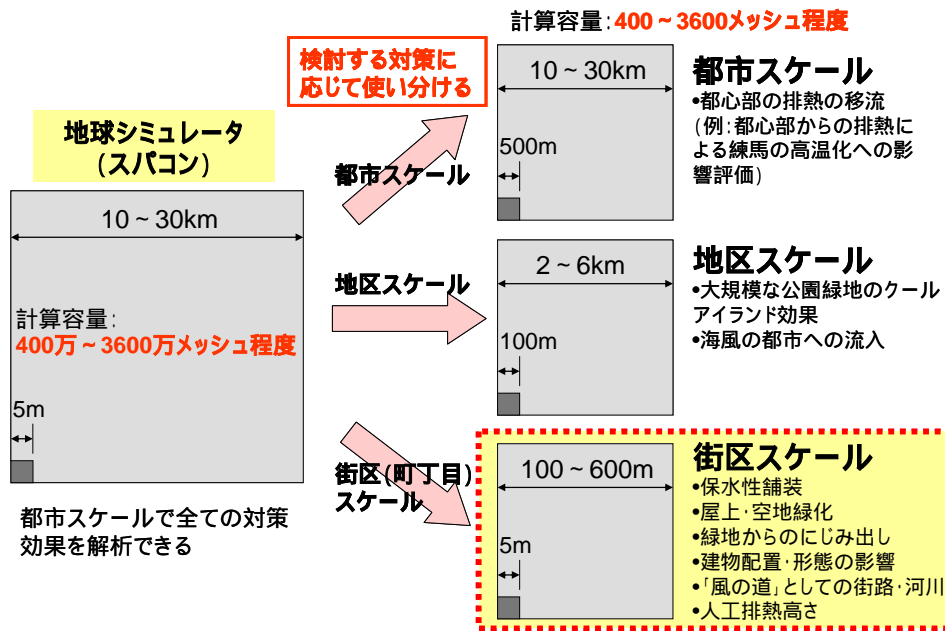 計算容量:400~3600メッシュ程度
検討する対策に
応じて使い分ける
地球シミュレータ
(スパコン)
10~30km
計算容量:
400万~3600万メッシュ程度
5m
都市スケールで全ての対策
効果を解析できる
都市スケール
10~30km
500m
都市スケール
•都心部の排熱の移流
(例:都心部からの排熱に
よる練馬の高温化への影
響評価)
地区スケール
2~6km
100m
地区スケール
•大規模な公園緑地のクール
アイランド効果
•海風の都市への流入
街区(町丁目)
スケール
100~600m
5m
街区スケール
•保水性舗装
•屋上・空地緑化
•緑地からのにじみ出し
•建物配置・形態の影響
•「風の道」としての街路・河川
•人工排熱高さ